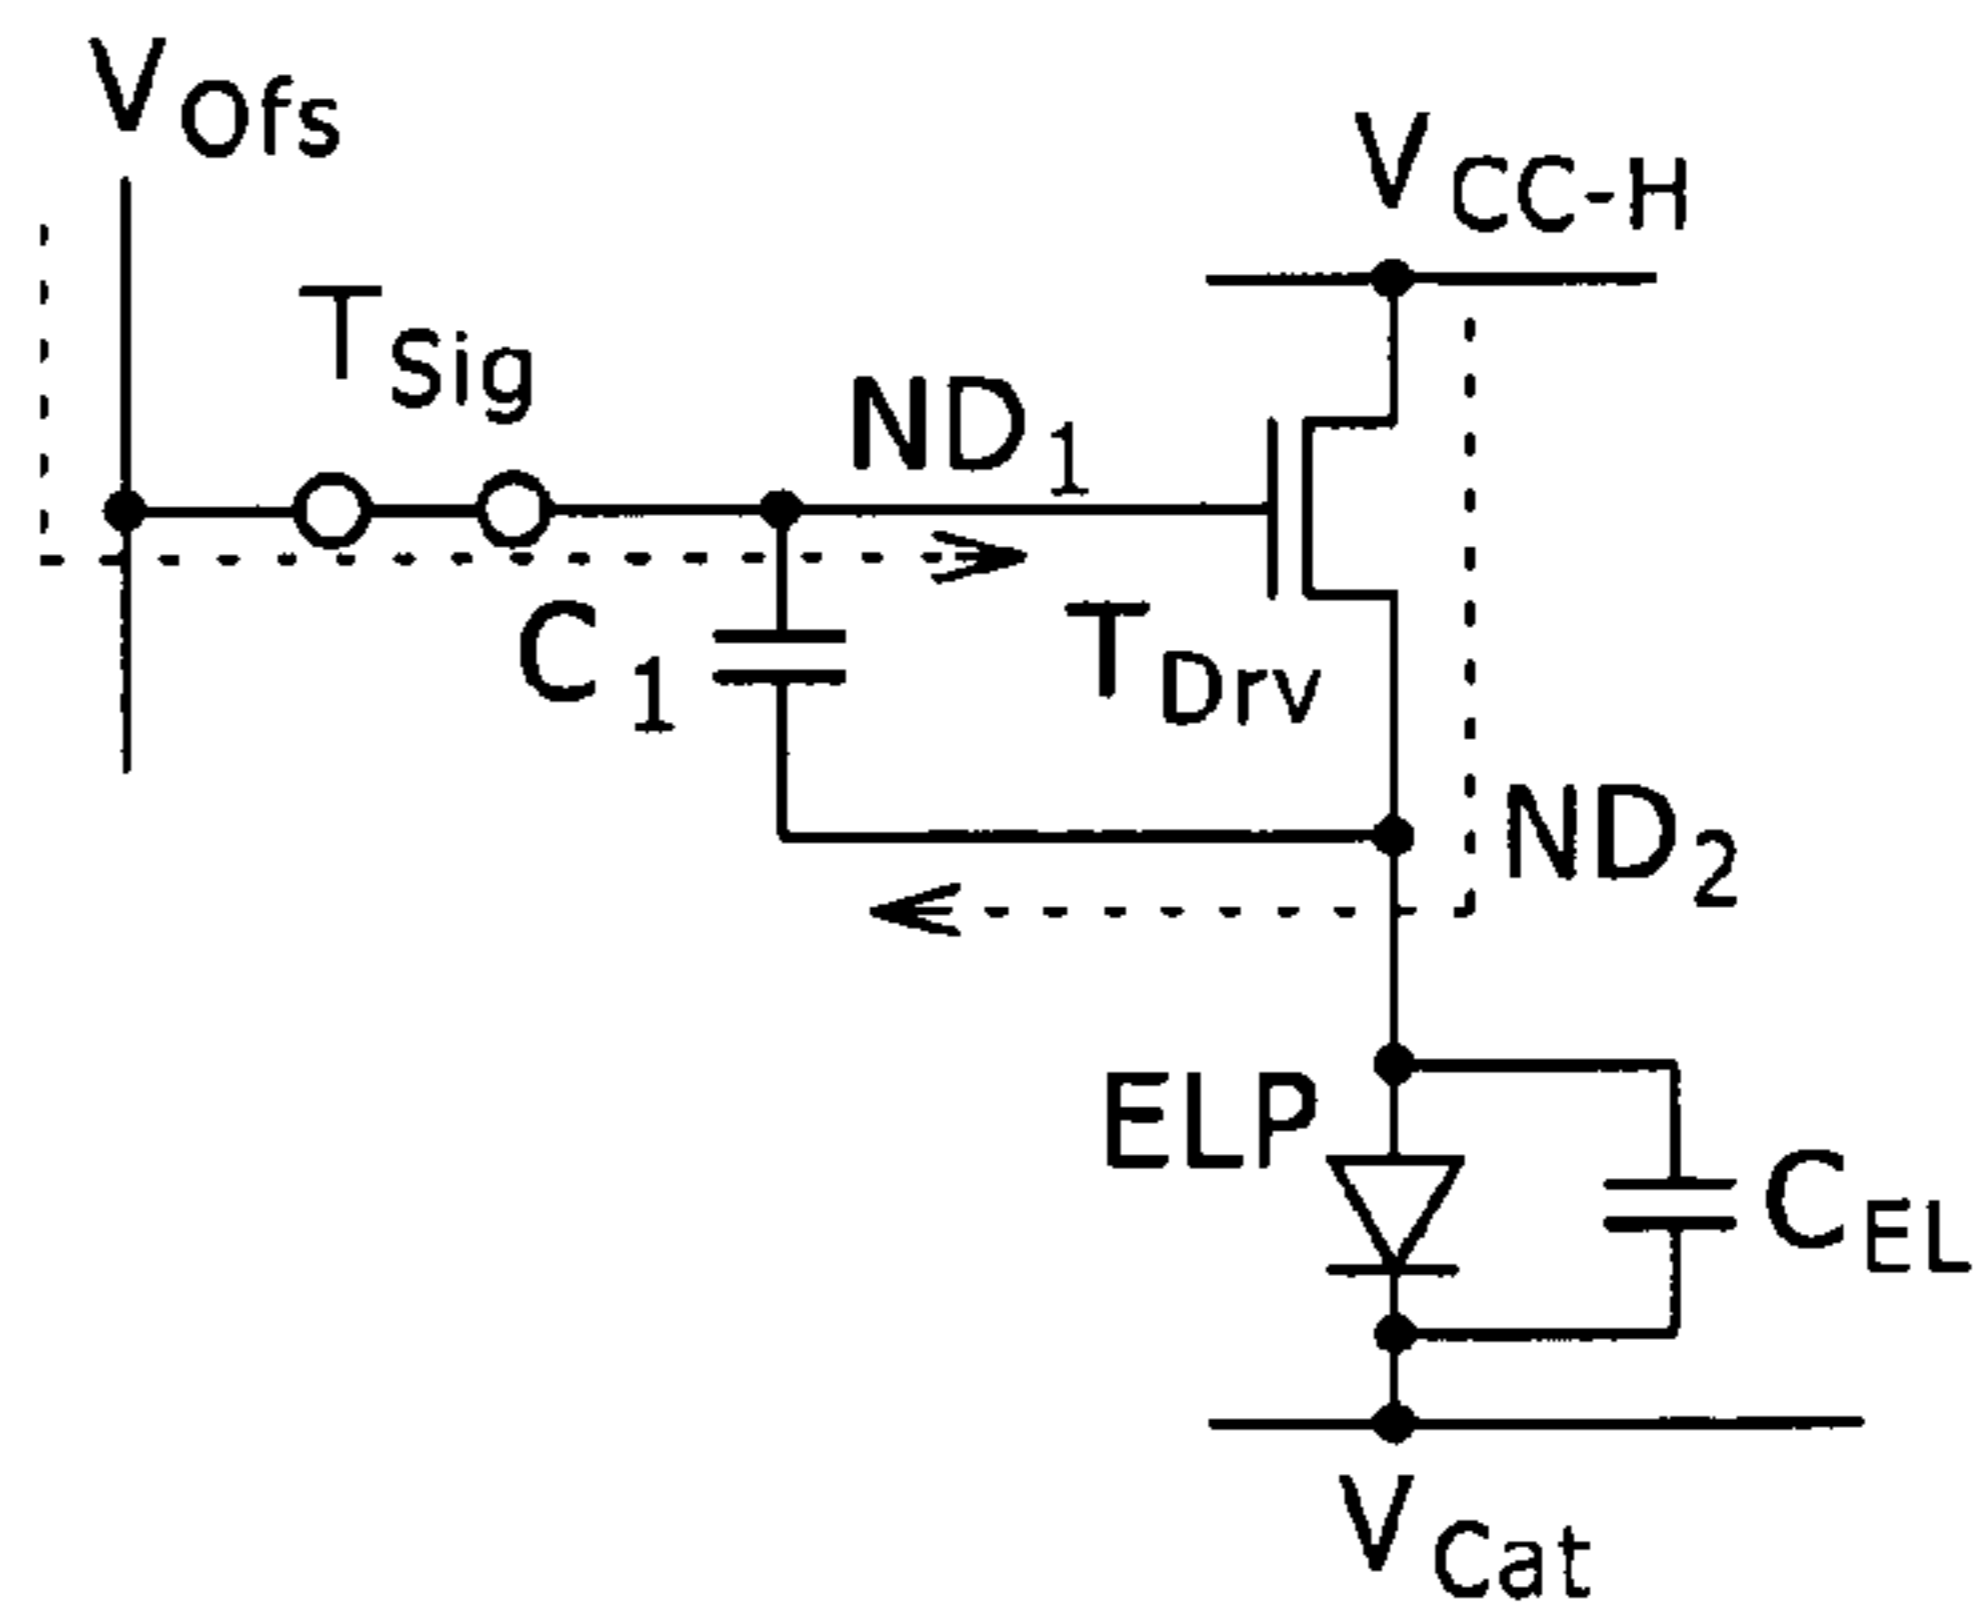 VOfs
VCC-H
TSig
ND1
C1
TDrv
ND2
ELP
CEL
VCat